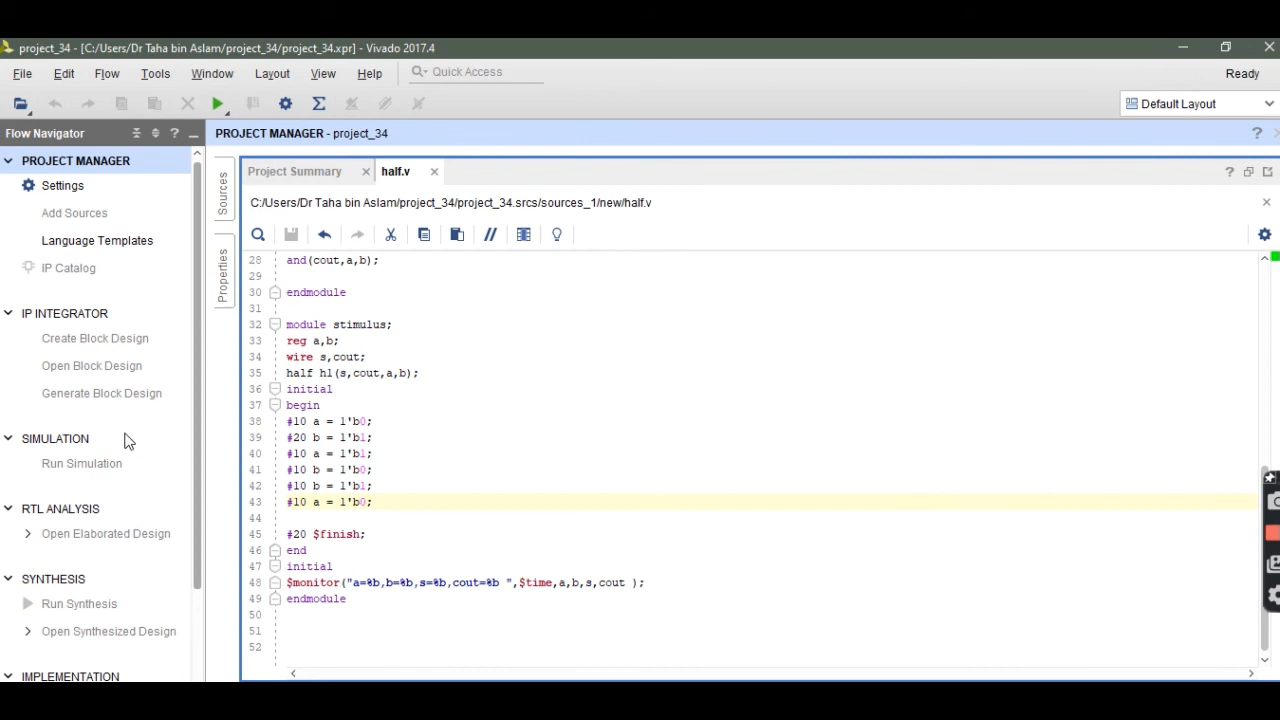 project_34 - [C:/Users/Dr Taha bin Aslam/project_34/project_34.xpr] - Vivado 2017.4
File Edit Flow Tools Window Layout View Help Quick Access Ready
Default Layout
Flow Navigator
PROJECT MANAGER - project_34
PROJECT MANAGER
Settings
Add Sources
Language Templates
IP Catalog
IP INTEGRATOR
Create Block Design
Open Block Design
Generate Block Design
SIMULATION
Run Simulation
RTL ANALYSIS
Open Elaborated Design
SYNTHESIS
Run Synthesis
Open Synthesized Design
IMPLEMENTATION
Sources
Properties
Project Summary half.v
C:/Users/Dr Taha bin Aslam/project_34/project_34.srcs/sources_1/new/half.v
28 and(cout,a,b);
29
30 endmodule
31
32 module stimulus;
33 reg a,b;
34 wire s,cout;
35 half h1(s,cout,a,b);
36 initial
37 begin
38 #10 a = 1'b0;
39 #20 b = 1'b1;
40 #10 a = 1'b1;
41 #10 b = 1'b0;
42 #10 b = 1'b1;
43 #10 a = 1'b0;
44
45 #20 $finish;
46 end
47 initial
48 $monitor("a=%b,b=%b,s=%b,cout=%b ",$time,a,b,s,cout );
49 endmodule
50
51
52